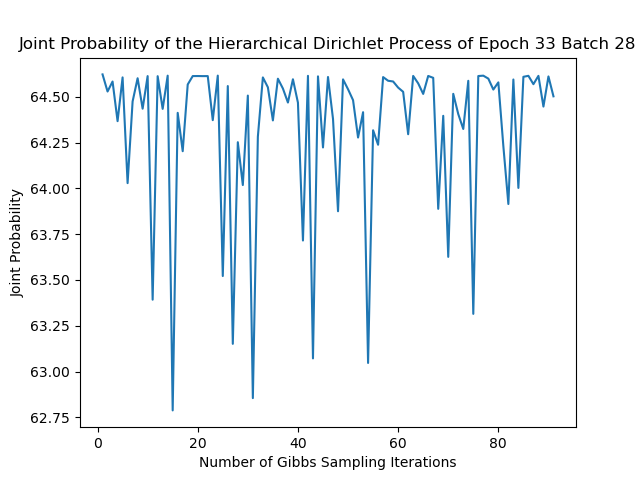 Joint Probability of the Hierarchical Dirichlet Process of Epoch 33 Batch 28
64.50
64.25
64.00
63.75
63.50
63.25
63.00
62.75
Joint Probability
0 20 40 60 80
Number of Gibbs Sampling Iterations